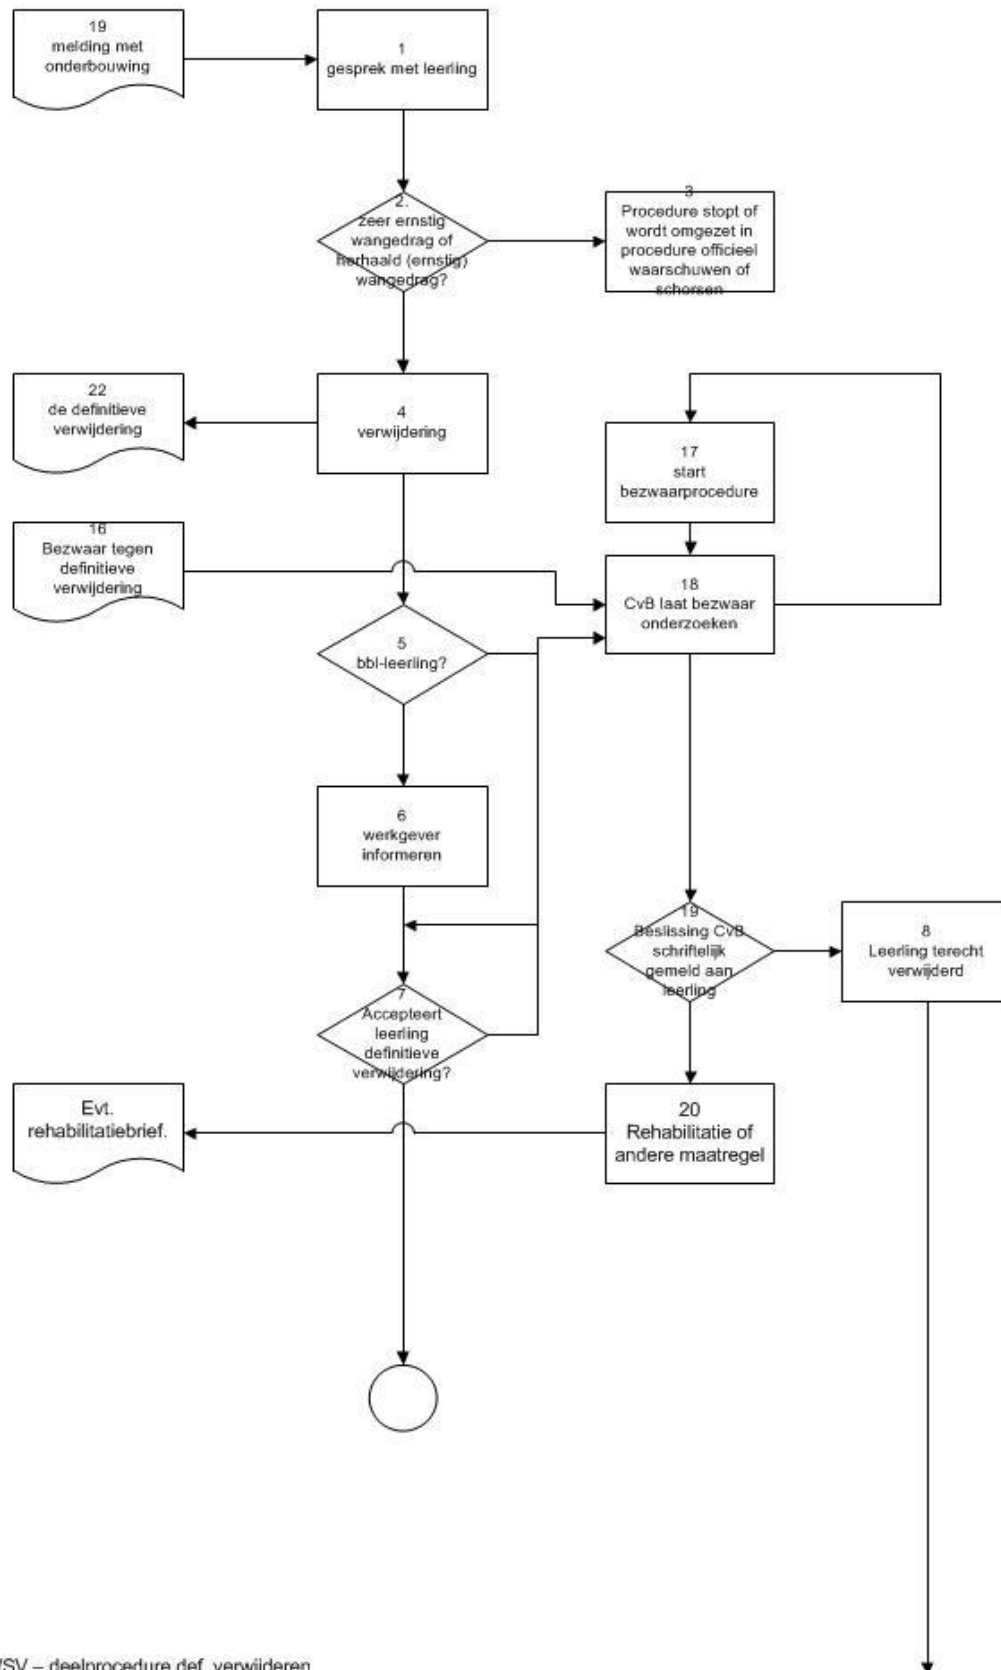 19
melding met
onderbouwing
1
gesprek met leerling
2.
zeer ernstig
wangedrag of
herhaald (ernstig)
wangedrag?
3
Procedure stopt of
wordt omgezet in
procedure officieel
waarschuwen of
schorsen
22
de definitieve
verwijdering
4
verwijdering
17
start
bezwaarprocedure
16
Bezwaar tegen
definitieve
verwijdering
18
CvB laat bezwaar
onderzoeken
5
bbl-leerling?
6
werkgever
informeren
19
Beslissing CvB
schriftelijk
gemeld aan
leerling
8
Leerling terecht
verwijderd
7
Accepteert
leerling
definitieve
verwijdering?
Evt.
rehabilitatiebrief.
20
Rehabilitatie of
andere maatregel
– deelprocedure def. verwijderen